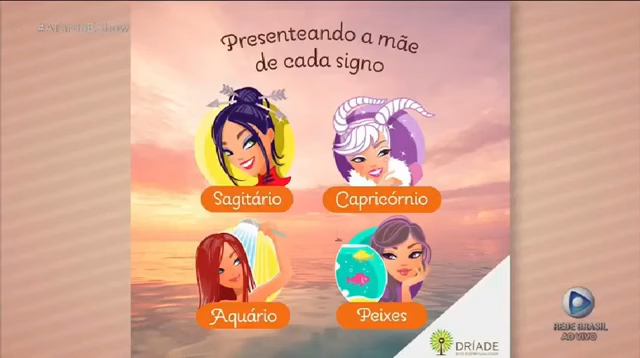 Presenteando a mãe
de cada signo
Sagitário
Capricórnio
Aquário
Peixes
DRÍADE
REDE BRASIL
AO VIVO